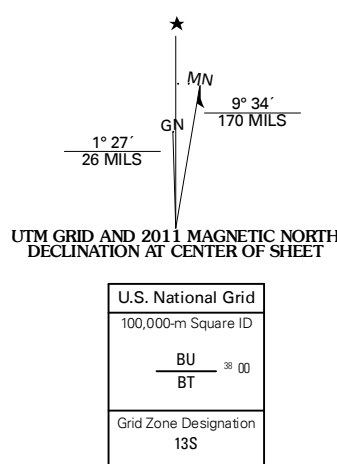 ★
MN
GN
9° 34´
170 MILS
1° 27´
26 MILS
UTM GRID AND 2011 MAGNETIC NORTH
DECLINATION AT CENTER OF SHEET
U.S. National Grid
100,000-m Square ID
BU
38 00
BT
Grid Zone Designation
13S